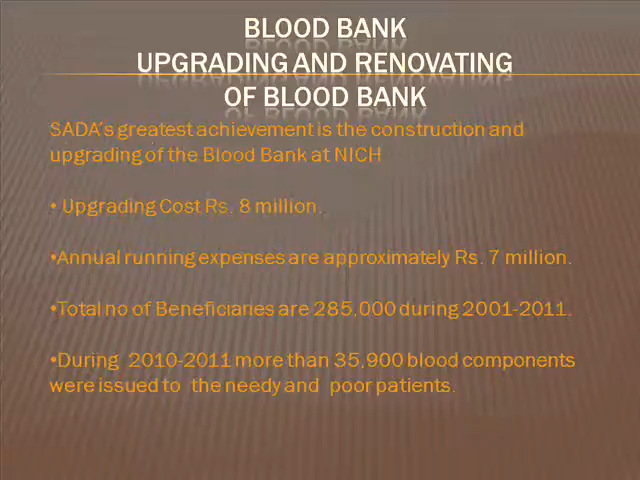 BLOOD BANK
UPGRADING AND RENOVATING
OF BLOOD BANK
SADA's greatest achievement is the construction and
upgrading of the Blood Bank at NICH
• Upgrading Cost Rs. 8 million.
•Annual running expenses are approximately Rs. 7 million.
•Total no of Beneficiaries are 285,000 during 2001-2011.
•During 2010-2011 more than 35,900 blood components
were issued to the needy and poor patients.